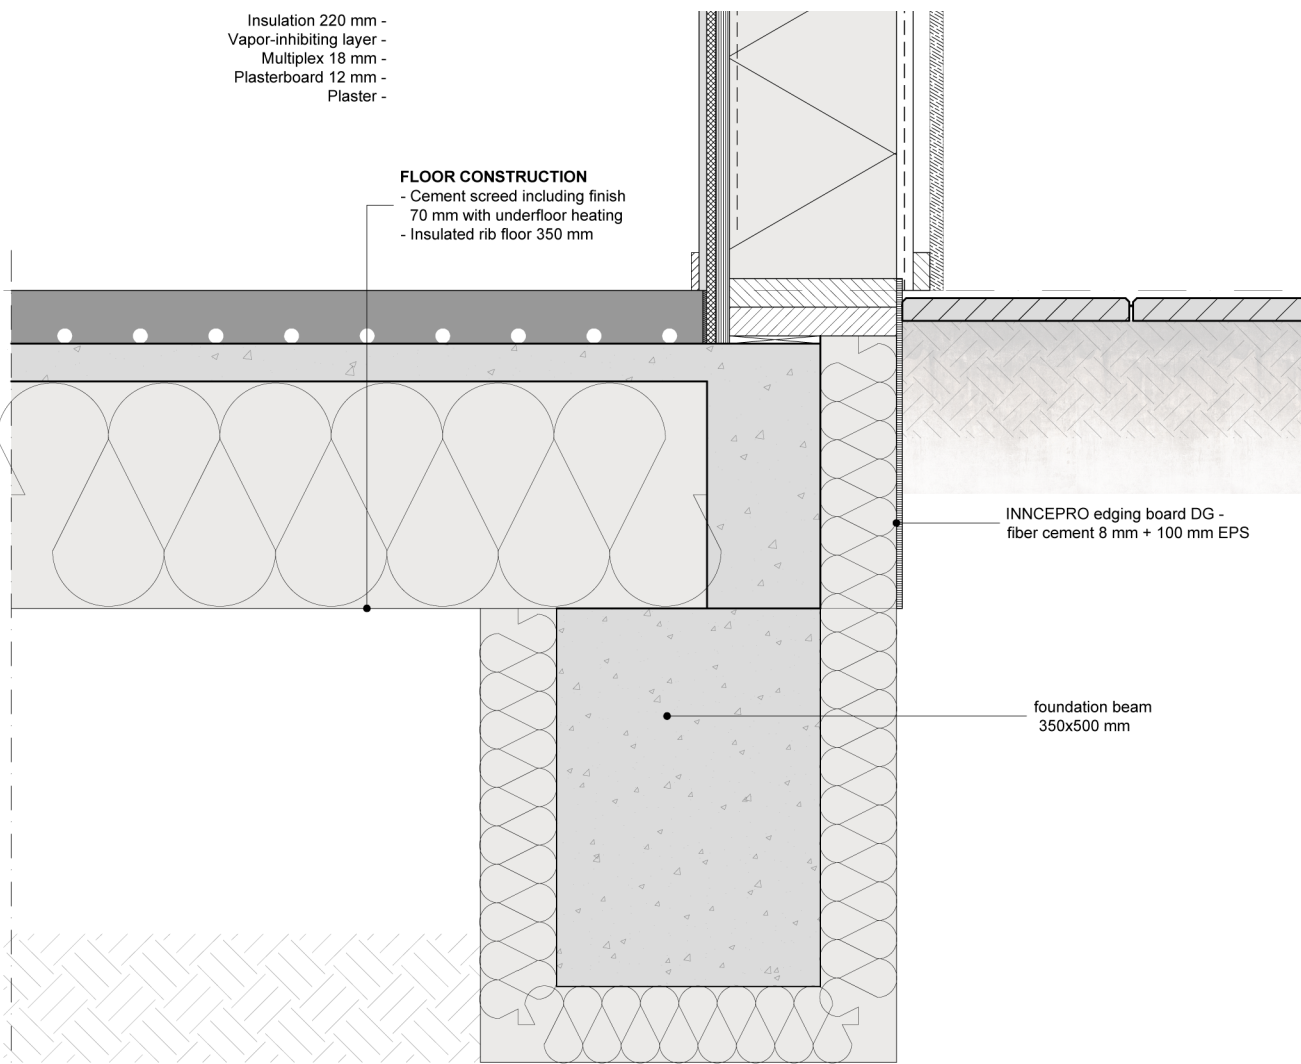 Insulation 220 mm -
Vapor-inhibiting layer -
Multiplex 18 mm -
Plasterboard 12 mm -
Plaster -
FLOOR CONSTRUCTION
- Cement screed including finish
70 mm with underfloor heating
- Insulated rib floor 350 mm
INNCEPRO edging board DG -
fiber cement 8 mm + 100 mm EPS
foundation beam
350x500 mm